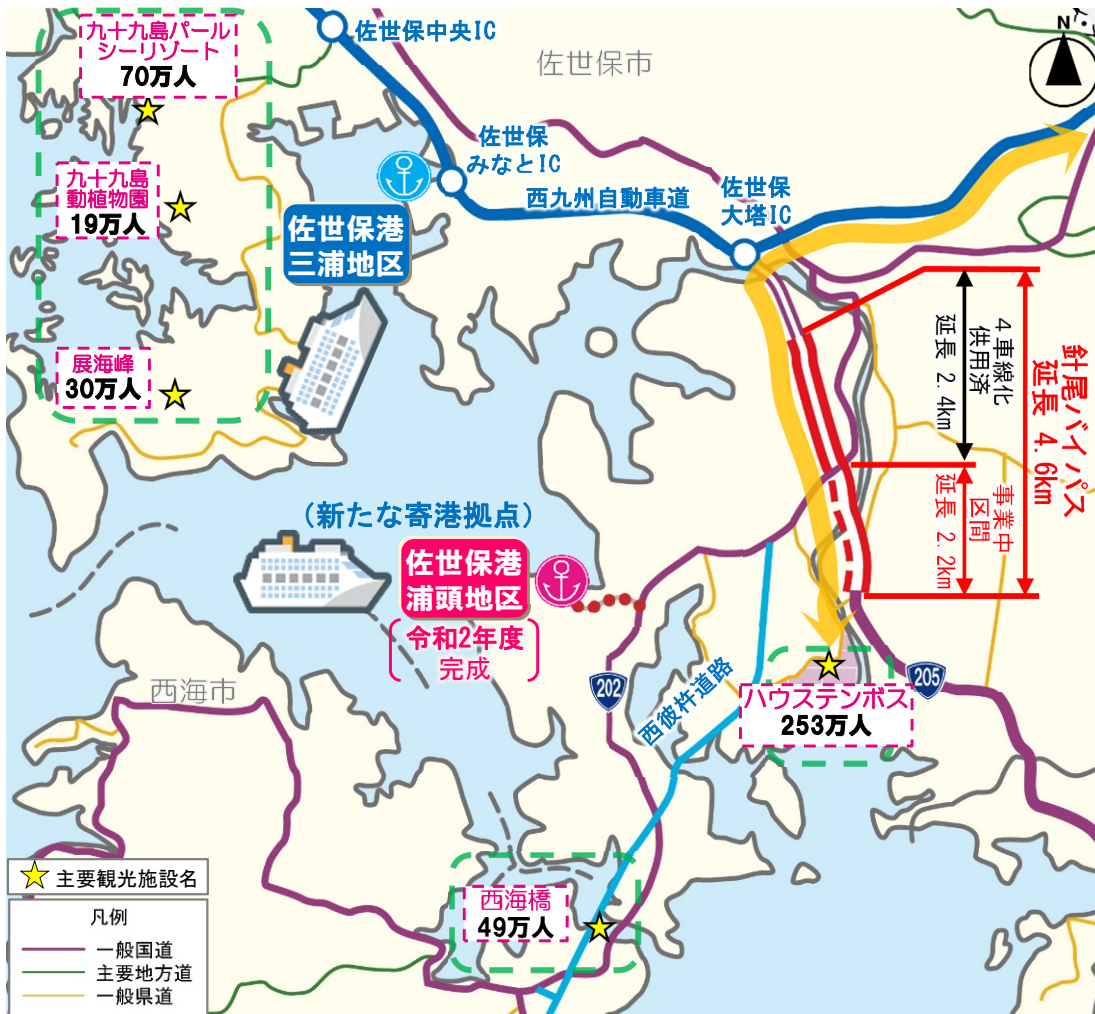 九十九島パール
シーリゾート
70万人
佐世保中央IC
佐世保市
N
佐世保
みなとIC
九十九島
動植物園
19万人
西九州自動車道
佐世保
大塔IC
佐世保港
三浦地区
展海峰
30万人
4車線化
供用済
延長 2.4km
針尾バイパス
延長 4.6km
事業中
区間
延長 2.2km
(新たな寄港拠点)
佐世保港
浦頭地区
令和2年度
完成
西海市
202
205
西彼杵道路
ハウステンボス
253万人
西海橋
49万人
主要観光施設名
凡例
一般国道
主要地方道
一般県道